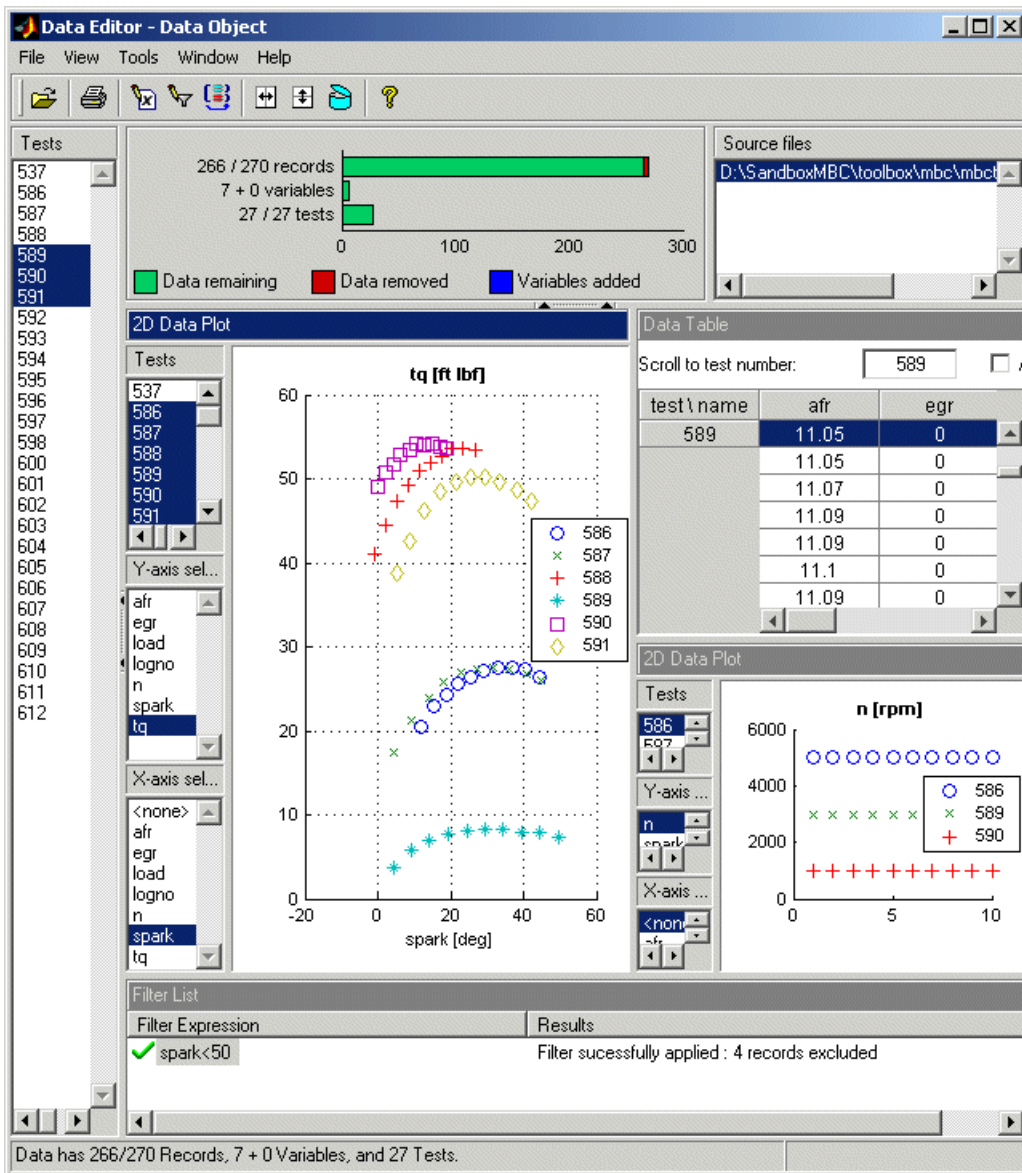 Data Editor - Data Object
File View Tools Window Help
Tests
537
586
587
588
589
590
591
592
593
594
595
596
597
598
600
601
602
603
604
605
606
607
608
609
610
611
612
266 / 270 records
7 + 0 variables
27 / 27 tests
0 100 200 300
Data remaining Data removed Variables added
Source files
D:\SandboxMBC\toolbox\mbc\mbct
2D Data Plot
Tests
537
586
587
588
589
590
591
Y-axis sel...
afr
egr
load
logno
n
spark
tq
X-axis sel...
<none>
afr
egr
load
logno
n
spark
tq
tq [ft lbf]
60
50
40
30
20
10
0
-20 0 20 40 60
spark [deg]
586
587
588
589
590
591
Data Table
Scroll to test number: 589
test \ name afr egr
589 11.05 0
11.05 0
11.07 0
11.09 0
11.09 0
11.1 0
11.09 0
2D Data Plot
Tests
586
Y-axis ...
n
spark
X-axis ...
<none
afr
n [rpm]
6000
4000
2000
0
0 5 10
586
589
590
Filter List
Filter Expression Results
spark<50 Filter sucessfully applied : 4 records excluded
Data has 266/270 Records, 7 + 0 Variables, and 27 Tests.